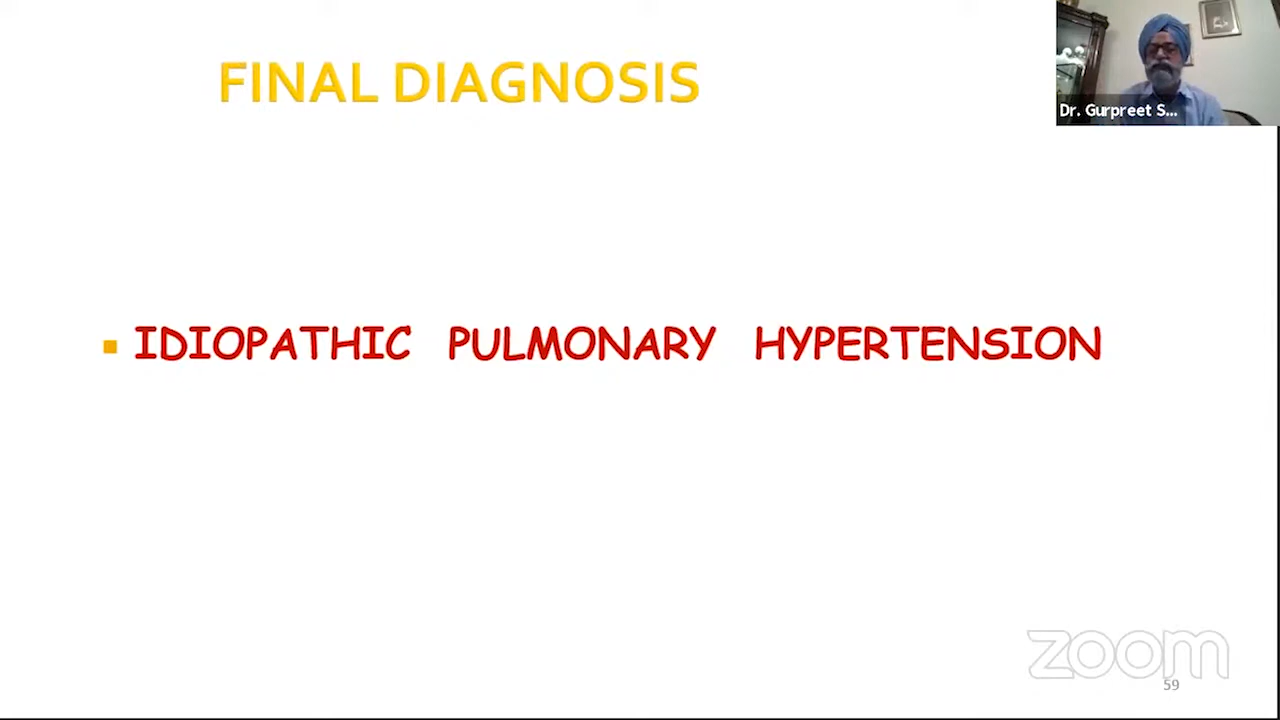 FINAL DIAGNOSIS
Dr. Gurpreet S...
▪ IDIOPATHIC PULMONARY HYPERTENSION
zoom
59